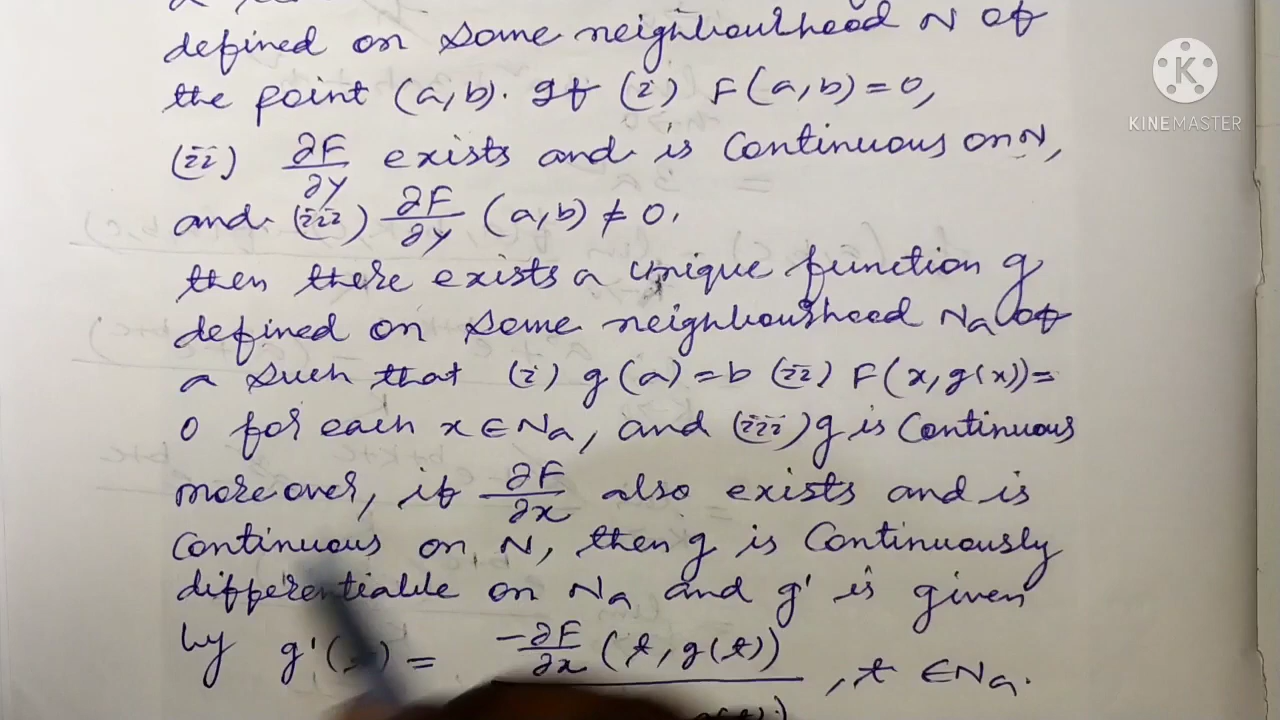 defined on some neighbourhood N of
the point (a,b). If (i) F(a,b)=0,
(ii) ∂F/∂y exists and is continuous on N,
and (iii) ∂F/∂y (a,b) ≠ 0.
then there exists a unique function g
defined on some neighbourhood Na of
a such that (i) g(a)=b (ii) F(x,g(x))=
0 for each x∈Na, and (iii) g is continuous
moreover, if ∂F/∂x also exists and is
continuous on N, then g is continuously
differentiable on Na and g' is given
by g'(t) = -∂F/∂x (t, g(t)) , t ∈Na.
K
KINEMASTER